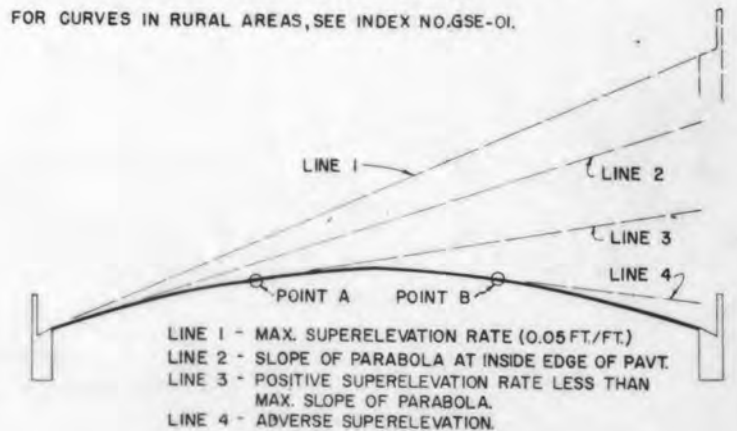 FOR CURVES IN RURAL AREAS, SEE INDEX NO.GSE-01.
LINE 1
LINE 2
LINE 3
LINE 4
POINT A
POINT B
LINE 1 - MAX. SUPERELEVATION RATE (0.05 FT./FT.)
LINE 2 - SLOPE OF PARABOLA AT INSIDE EDGE OF PAVT.
LINE 3 - POSITIVE SUPERELEVATION RATE LESS THAN
MAX. SLOPE OF PARABOLA.
LINE 4 - ADVERSE SUPERELEVATION.